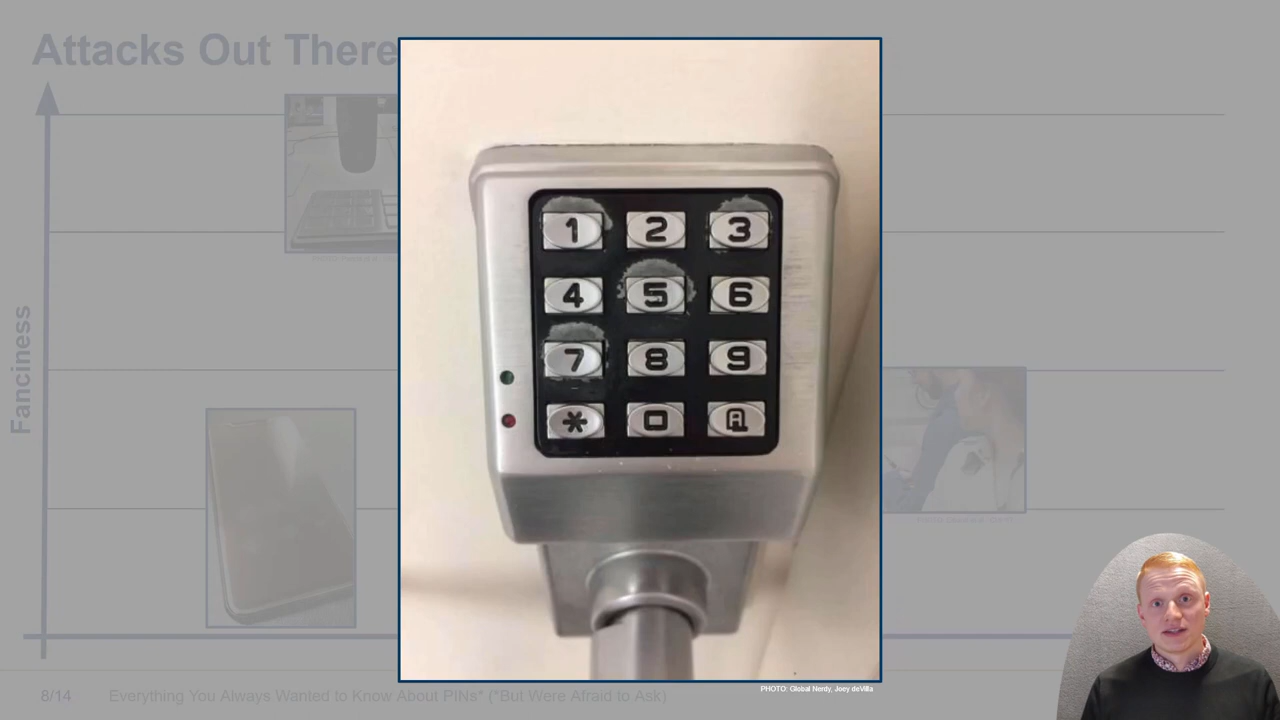 Attacks Out There
Fanciness
1 2 3
4 5 6
7 8 9
* 0
PHOTO: Global Nerdy, Joey deVilla
8/14 Everything You Always Wanted to Know About PINs* (*But Were Afraid to Ask)